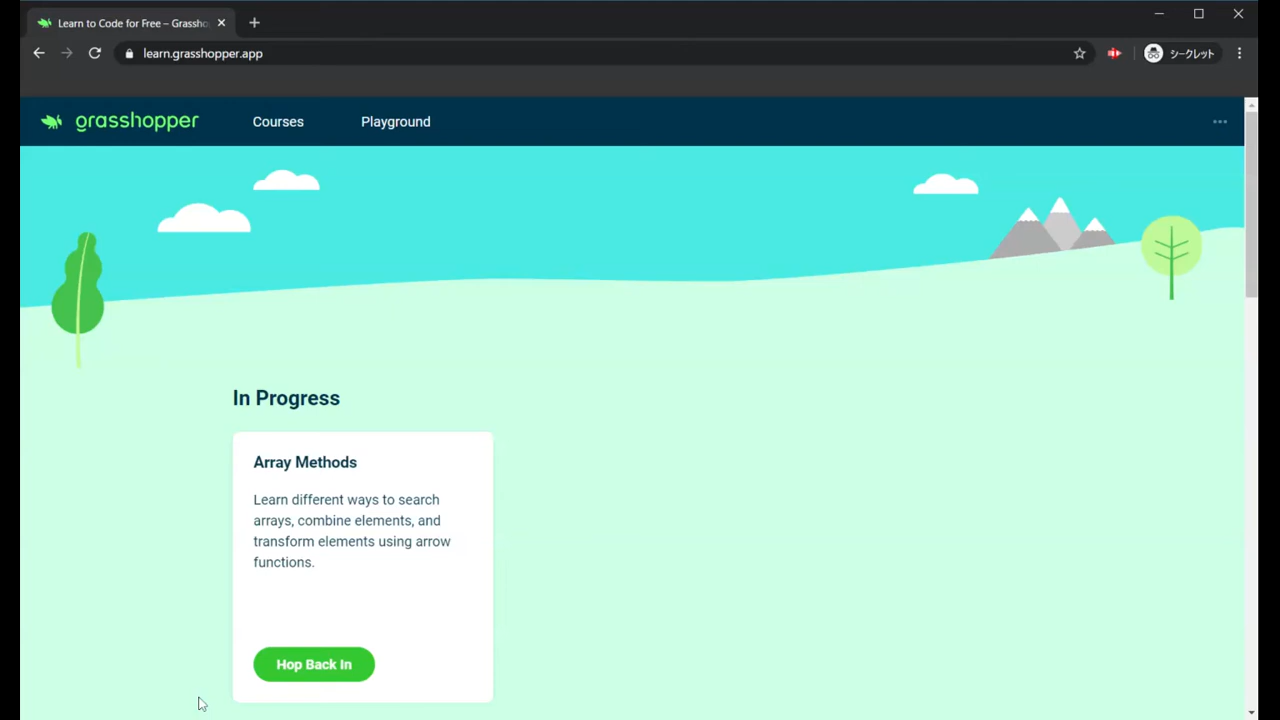 Learn to Code for Free – Grassho
learn.grasshopper.app
シークレット
grasshopper
Courses
Playground
In Progress
Array Methods
Learn different ways to search
arrays, combine elements, and
transform elements using arrow
functions.
Hop Back In